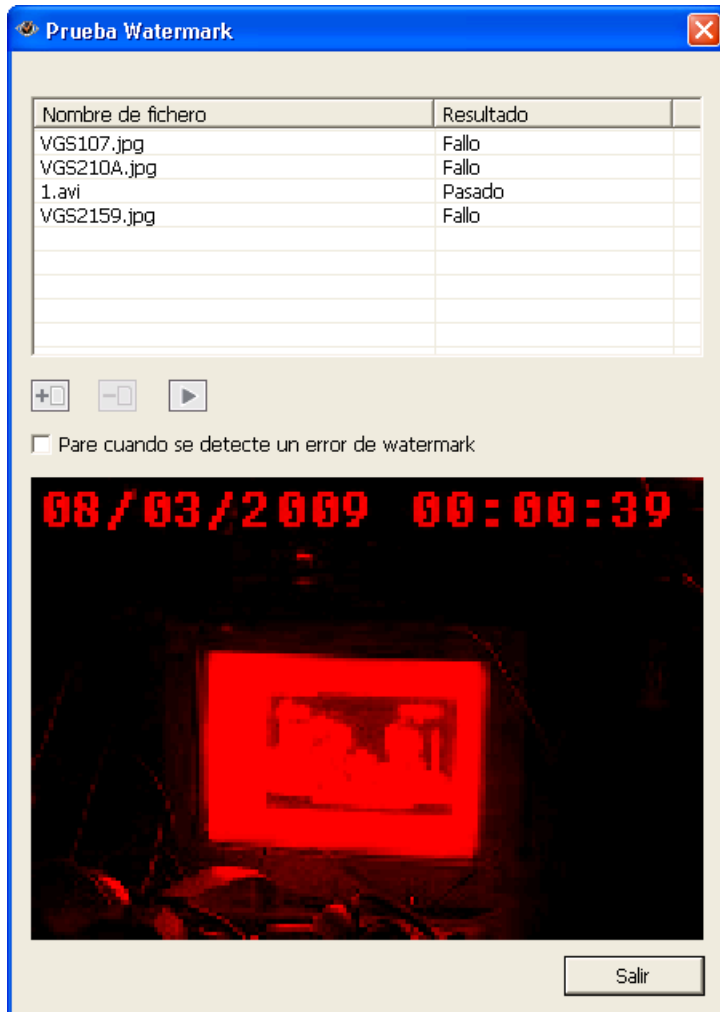 Prueba Watermark
Nombre de fichero Resultado
VGS107.jpg Fallo
VGS210A.jpg Fallo
1.avi Pasado
VGS2159.jpg Fallo
Pare cuando se detecte un error de watermark
08/03/2009 00:00:39
Salir